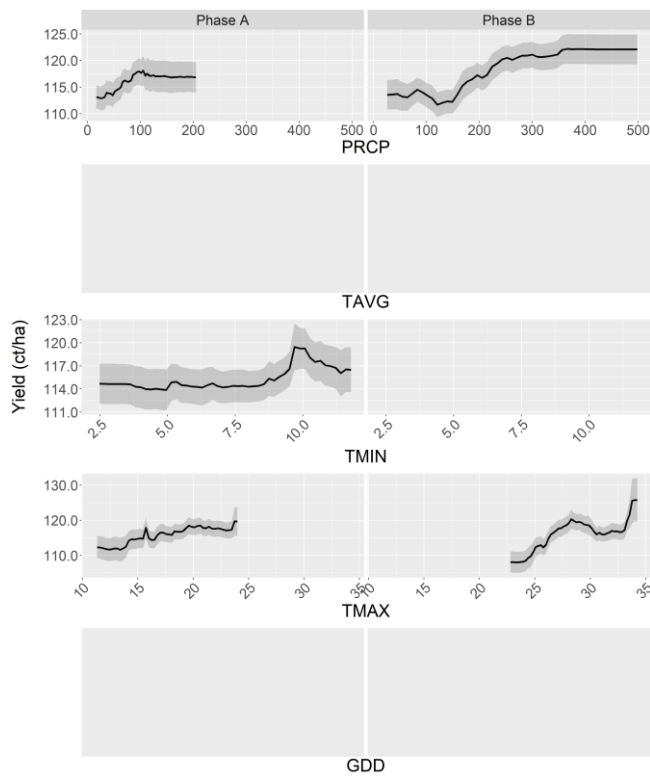 Phase A Phase B
125.0
120.0
115.0
110.0
0 100 200 300 400 500 0 100 200 300 400 500
PRCP
TAVG
Yield (ct/ha)
123.0
120.0
117.0
114.0
111.0
2.5 5.0 7.5 10.0 2.5 5.0 7.5 10.0
TMIN
130.0
120.0
110.0
10 15 20 25 30 35 10 15 20 25 30 35
TMAX
GDD